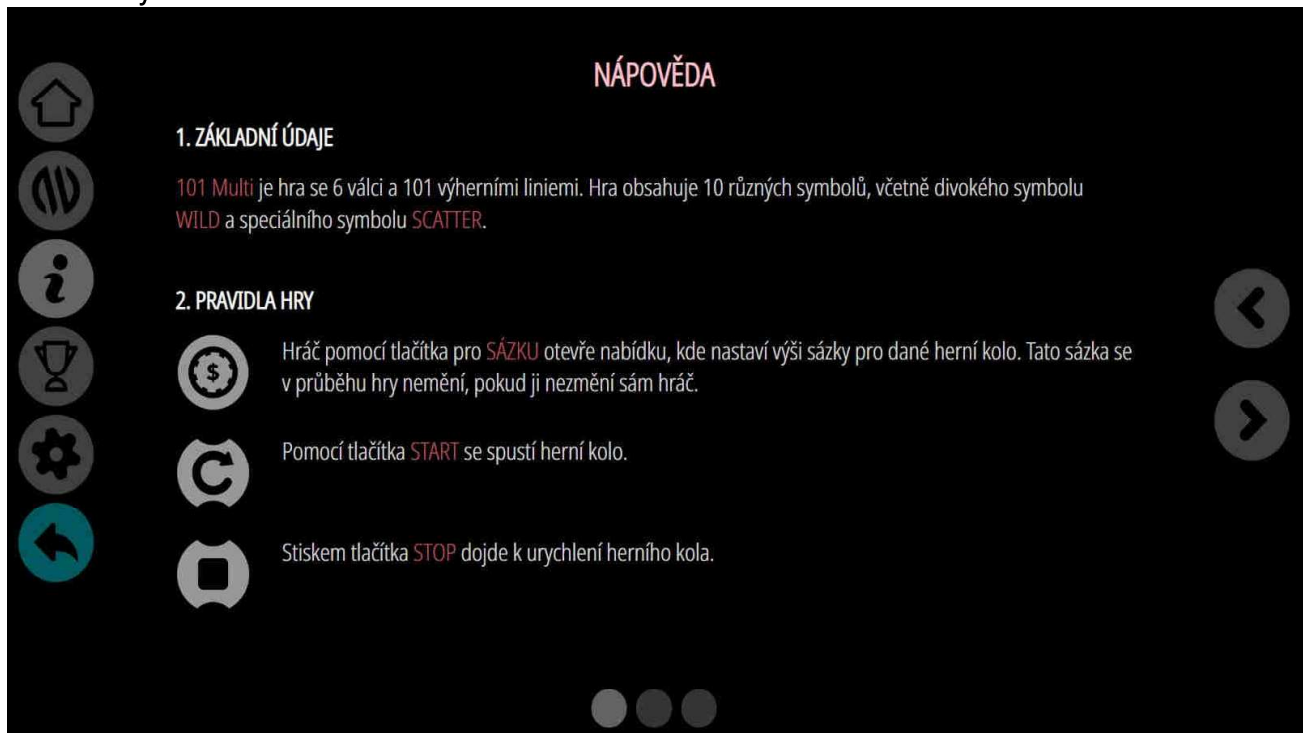 NÁPOVĚDA
1. ZÁKLADNÍ ÚDAJE
101 Multi je hra se 6 válci a 101 výherními liniemi. Hra obsahuje 10 různých symbolů, včetně divokého symbolu
WILD a speciálního symbolu SCATTER.
2. PRAVIDLA HRY
Hráč pomocí tlačítka pro SÁZKU otevře nabídku, kde nastaví výši sázky pro dané herní kolo. Tato sázka se
v průběhu hry nemění, pokud ji nezmění sám hráč.
Pomocí tlačítka START se spustí herní kolo.
Stiskem tlačítka STOP dojde k urychlení herního kola.